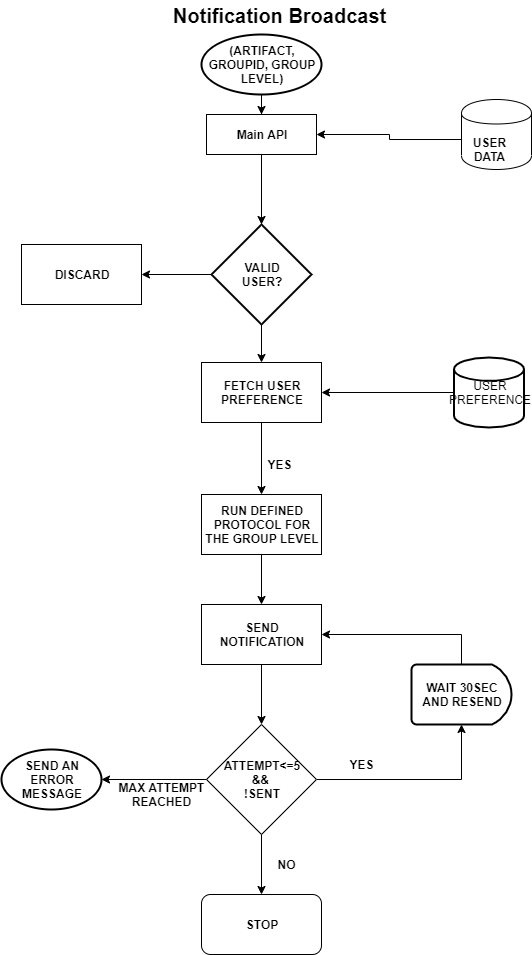 Notification Broadcast
(ARTIFACT,
GROUPID, GROUP
LEVEL)
Main API
USER
DATA
VALID
USER?
DISCARD
FETCH USER
PREFERENCE
USER
PREFERENCE
YES
RUN DEFINED
PROTOCOL FOR
THE GROUP LEVEL
SEND
NOTIFICATION
WAIT 30SEC
AND RESEND
ATTEMPT<=5
&&
!SENT
YES
SEND AN
ERROR
MESSAGE
MAX ATTEMPT
REACHED
NO
STOP